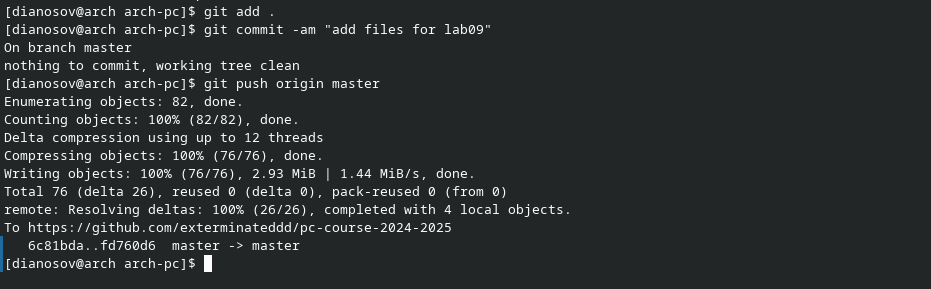 [dianosov@arch arch-pc]$ git add .
[dianosov@arch arch-pc]$ git commit -am "add files for lab09"
On branch master
nothing to commit, working tree clean
[dianosov@arch arch-pc]$ git push origin master
Enumerating objects: 82, done.
Counting objects: 100% (82/82), done.
Delta compression using up to 12 threads
Compressing objects: 100% (76/76), done.
Writing objects: 100% (76/76), 2.93 MiB | 1.44 MiB/s, done.
Total 76 (delta 26), reused 0 (delta 0), pack-reused 0 (from 0)
remote: Resolving deltas: 100% (26/26), completed with 4 local objects.
To https://github.com/exterminateddd/pc-course-2024-2025
   6c81bda..fd760d6  master -> master
[dianosov@arch arch-pc]$